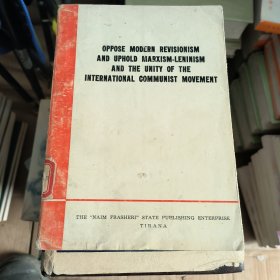 OPPOSE MODERN REVISIONISM
AND UPHOLD MARXISM-LENINISM
AND THE UNITY OF THE
INTERNATIONAL COMMUNIST MOVEMENT
THE "NAIM FRASHERI" STATE PUBLISHING ENTERPRISE
TIRANA